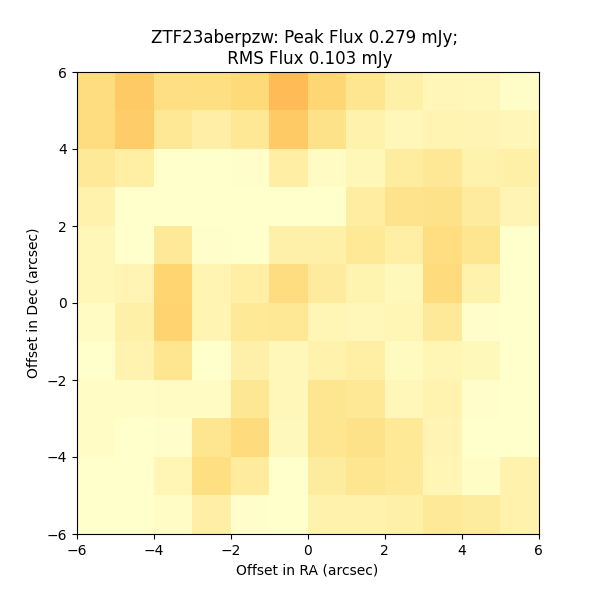 ZTF23aberpzw: Peak Flux 0.279 mJy;
RMS Flux 0.103 mJy
6
4
2
0
−2
−4
−6
Offset in Dec (arcsec)
−6 −4 −2 0 2 4 6
Offset in RA (arcsec)